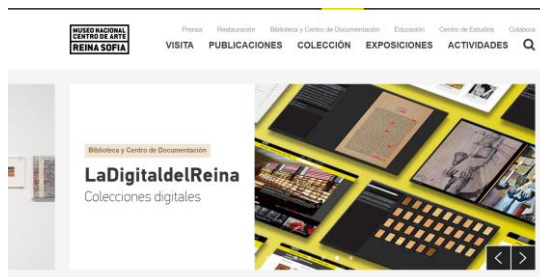 MUSEO NACIONAL
CENTRO DE ARTE
REINA SOFIA
Prensa Restauración Biblioteca y Centro de Documentación Educación Centro de Estudios Colabora
VISITA PUBLICACIONES COLECCIÓN EXPOSICIONES ACTIVIDADES
Biblioteca y Centro de Documentación
LaDigitaldelReina
Colecciones digitales